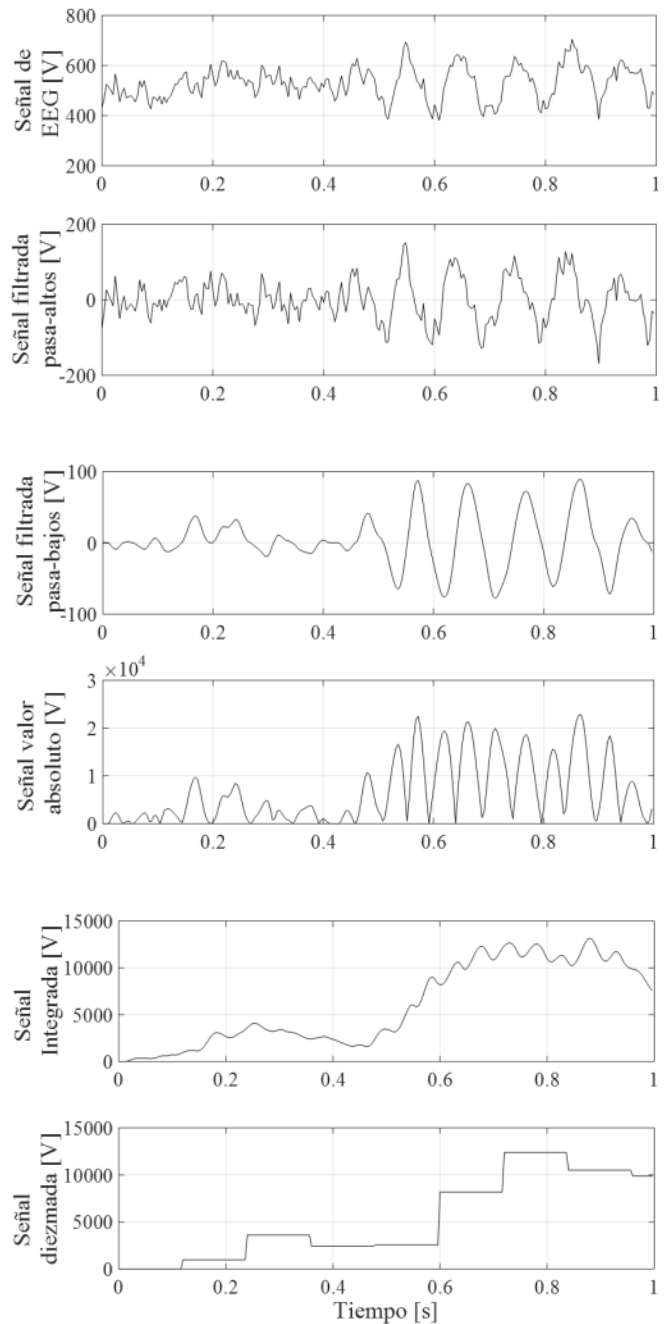 Señal de
EEG [V]
800
600
400
200
0 0.2 0.4 0.6 0.8 1
Señal filtrada
pasa-altos [V]
200
0
-200
0 0.2 0.4 0.6 0.8 1
Señal filtrada
pasa-bajos [V]
100
0
-100
0 0.2 0.4 0.6 0.8 1
Señal valor
absoluto [V]
×10⁴
3
2
1
0
0 0.2 0.4 0.6 0.8 1
Señal
Integrada [V]
15000
10000
5000
0
0 0.2 0.4 0.6 0.8 1
Señal
diezmada [V]
15000
10000
5000
0
0 0.2 0.4 0.6 0.8 1
Tiempo [s]